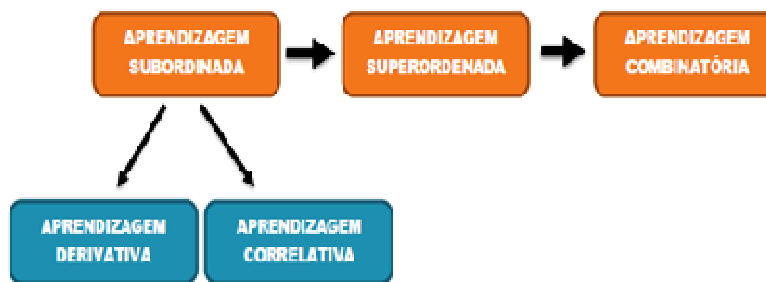 APRENDIZAGEM
SUBORDINADA
APRENDIZAGEM
SUPERORDENADA
APRENDIZAGEM
COMBINATÓRIA
APRENDIZAGEM
DERIVATIVA
APRENDIZAGEM
CORRELATIVA